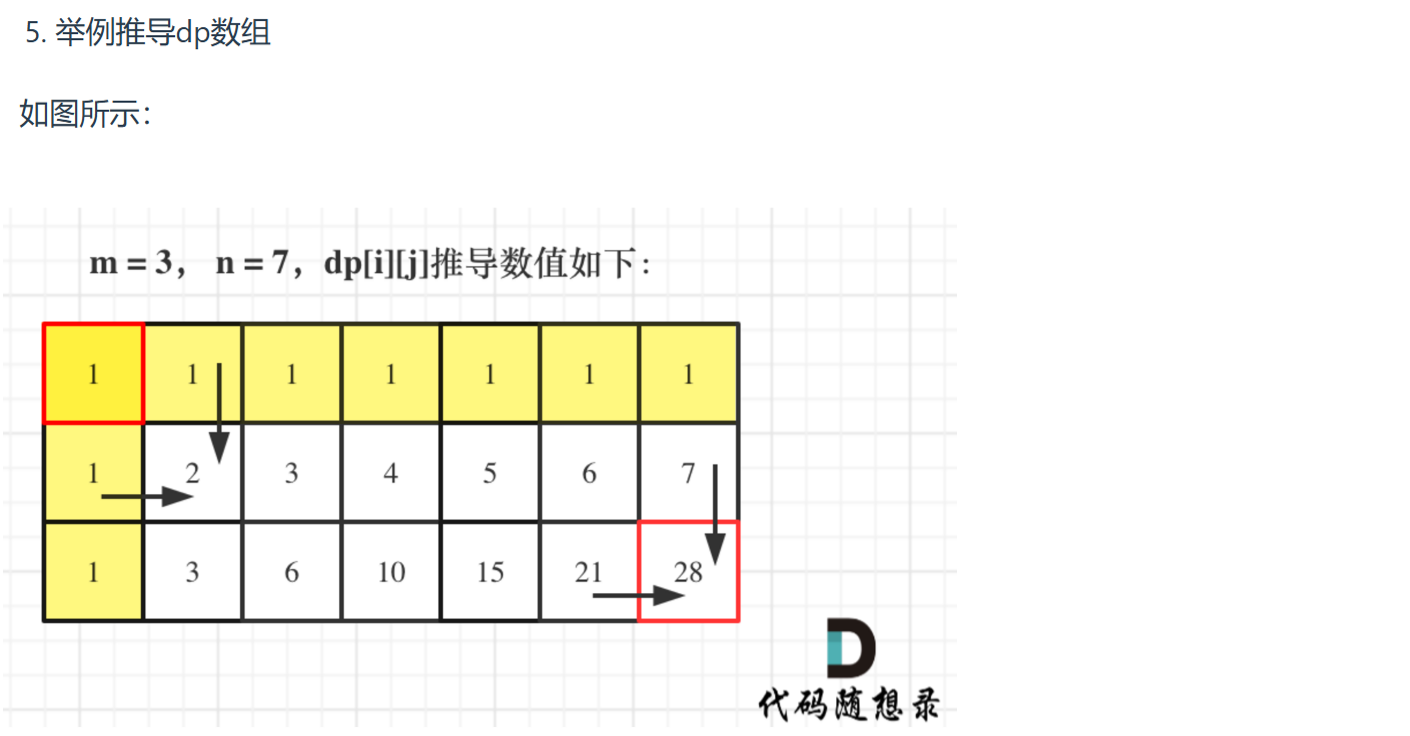 5. 举例推导dp数组
如图所示：
m = 3， n = 7，dp[i][j]推导数值如下：
1 1 1 1 1 1 1
1 2 3 4 5 6 7
1 3 6 10 15 21 28
代码随想录